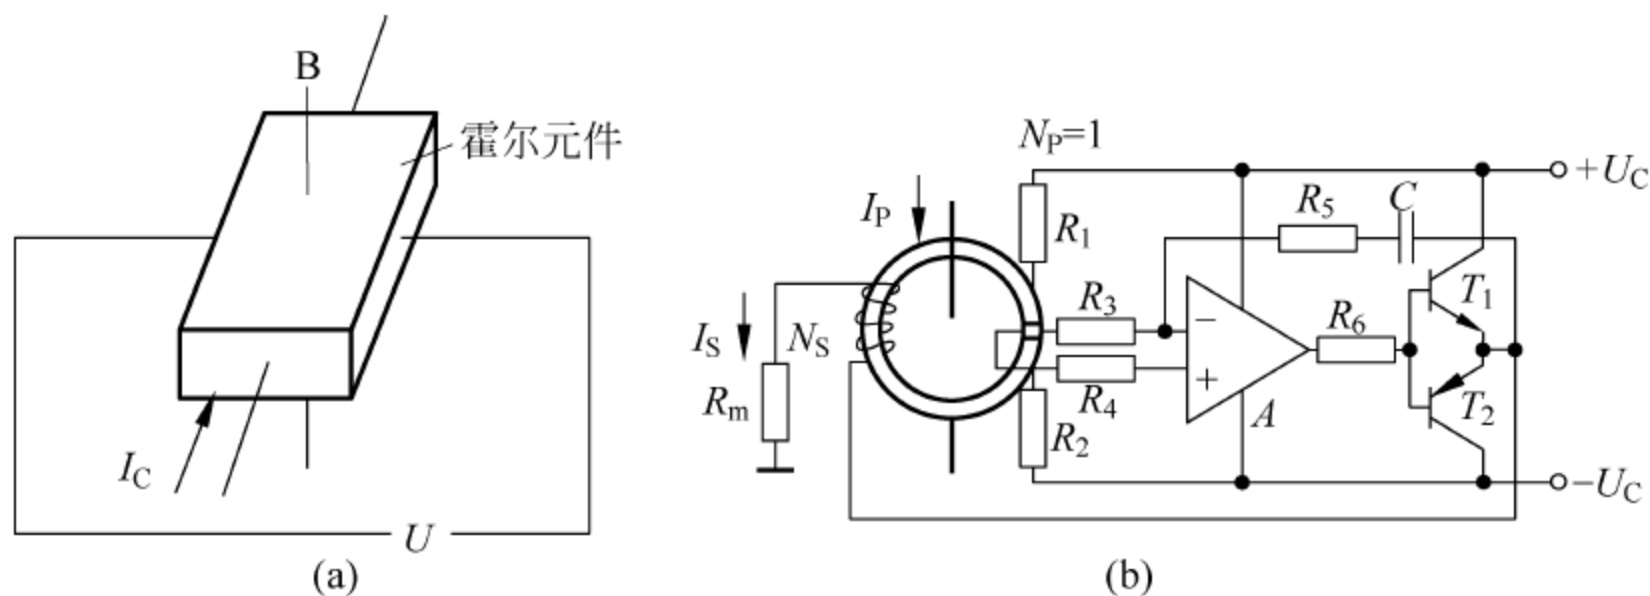 B
霍尔元件
I_C
U
(a)
N_P=1
+U_C
I_P
R_1
R_5
C
R_3
T_1
I_S
N_S
R_6
R_m
R_4
T_2
R_2
A
−
+
−U_C
(b)